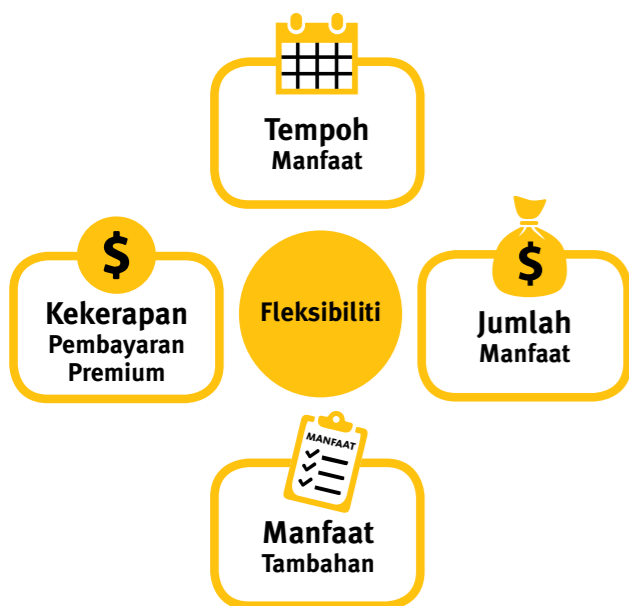 Tempoh
Manfaat
$
Kekerapan
Pembayaran
Premium
Fleksibiliti
$
Jumlah
Manfaat
MANFAAT
Manfaat
Tambahan